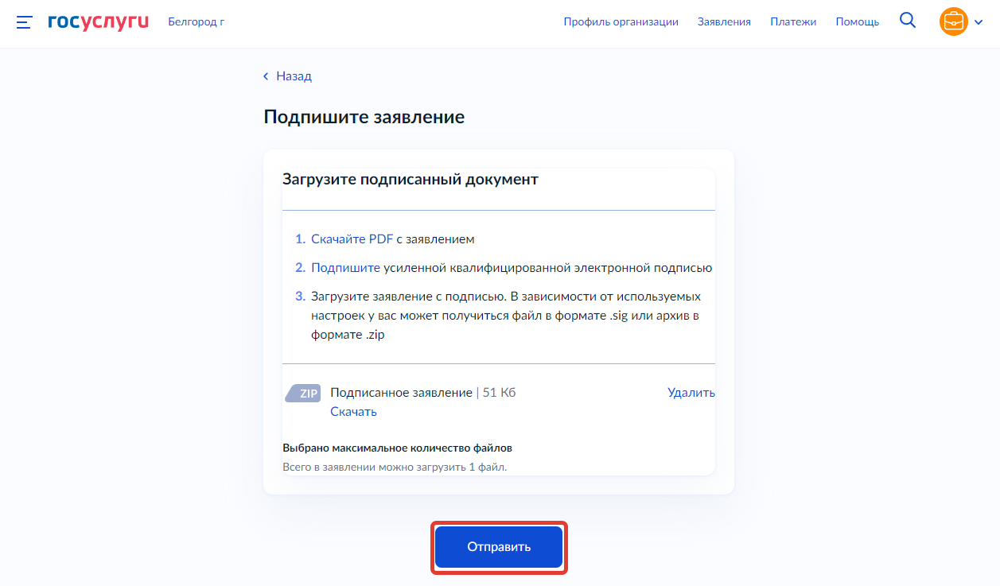 госуслуги Белгород г Профиль организации Заявления Платежи Помощь
Назад
Подпишите заявление
Загрузите подписанный документ
1. Скачайте PDF с заявлением
2. Подпишите усиленной квалифицированной электронной подписью
3. Загрузите заявление с подписью. В зависимости от используемых
настроек у вас может получиться файл в формате .sig или архив в
формате .zip
ZIP Подписанное заявление | 51 Кб Удалить
Скачать
Выбрано максимальное количество файлов
Всего в заявлении можно загрузить 1 файл.
Отправить